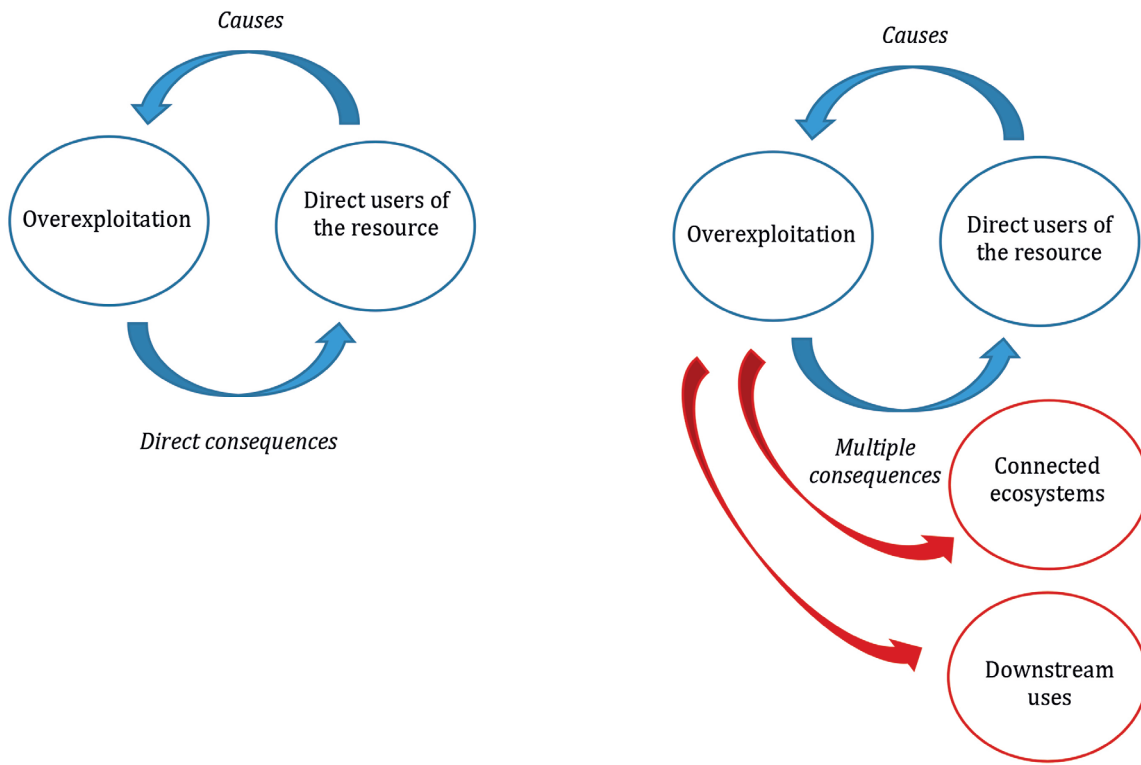 Causes
Overexploitation
Direct users of
the resource
Direct consequences
Causes
Overexploitation
Direct users of
the resource
Multiple
consequences
Connected
ecosystems
Downstream
uses